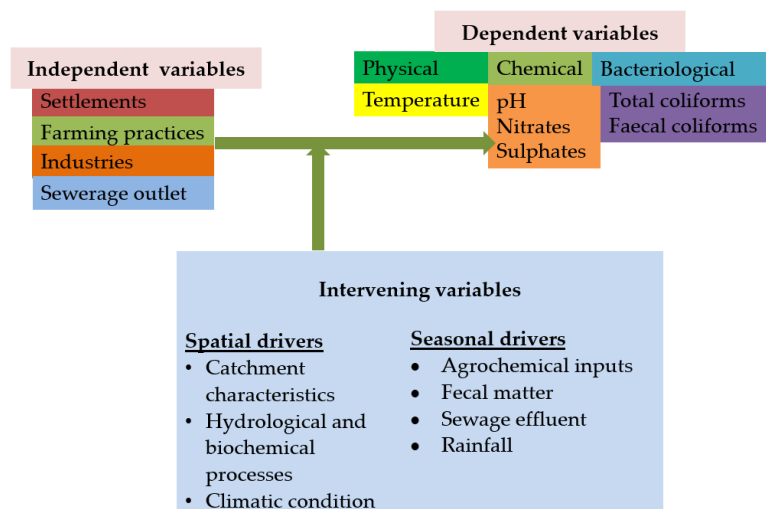 Dependent variables
Independent variables
Physical
Chemical
Bacteriological
Settlements
Temperature
pH
Nitrates
Sulphates
Total coliforms
Faecal coliforms
Farming practices
Industries
Sewerage outlet
Intervening variables
Spatial drivers
• Catchment
characteristics
• Hydrological and
biochemical
processes
• Climatic condition
Seasonal drivers
• Agrochemical inputs
• Fecal matter
• Sewage effluent
• Rainfall